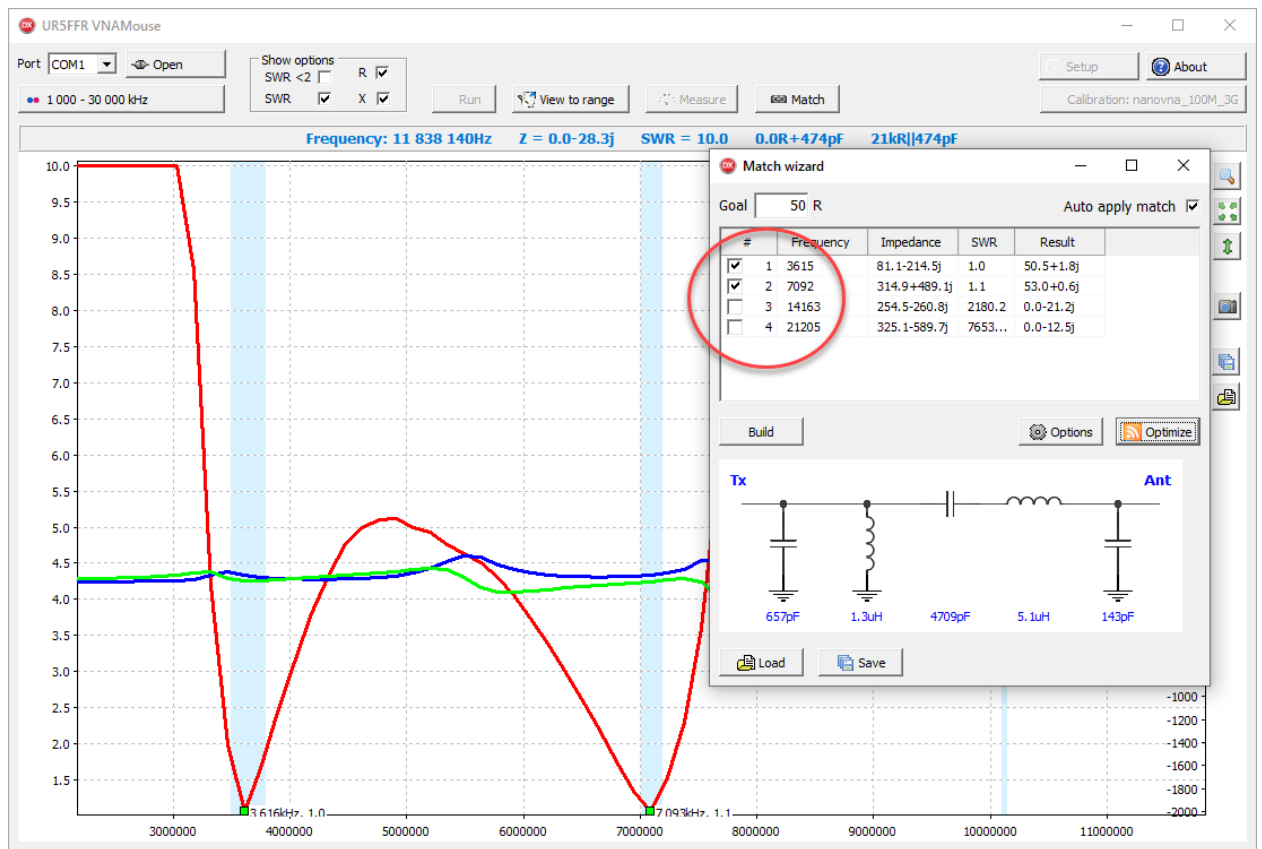 UR5FFR VNAMouse
Port COM1 Open
Show options
SWR <2 R
SWR X
1 000 - 30 000 kHz
Run View to range Measure Match
Setup About
Calibration: nanovna_100M_3G
Frequency: 11 838 140Hz Z = 0.0-28.3j SWR = 10.0 0.0R+474pF 21kR||474pF
Match wizard
Goal 50 R Auto apply match
# Frequency Impedance SWR Result
1 3615 81.1-214.5j 1.0 50.5+1.8j
2 7092 314.9+489.1j 1.1 53.0+0.6j
3 14163 254.5-260.8j 2180.2 0.0-21.2j
4 21205 325.1-589.7j 7653... 0.0-12.5j
Build Options Optimize
Tx Ant
657pF 1.3uH 4709pF 5.1uH 143pF
Load Save
10.0
9.5
9.0
8.5
8.0
7.5
7.0
6.5
6.0
5.5
5.0
4.5
4.0
3.5
3.0
2.5
2.0
1.5
-1000
-1200
-1400
-1600
-1800
-2000
3 616kHz, 1.0
7 093kHz, 1.1
3000000 4000000 5000000 6000000 7000000 8000000 9000000 10000000 11000000